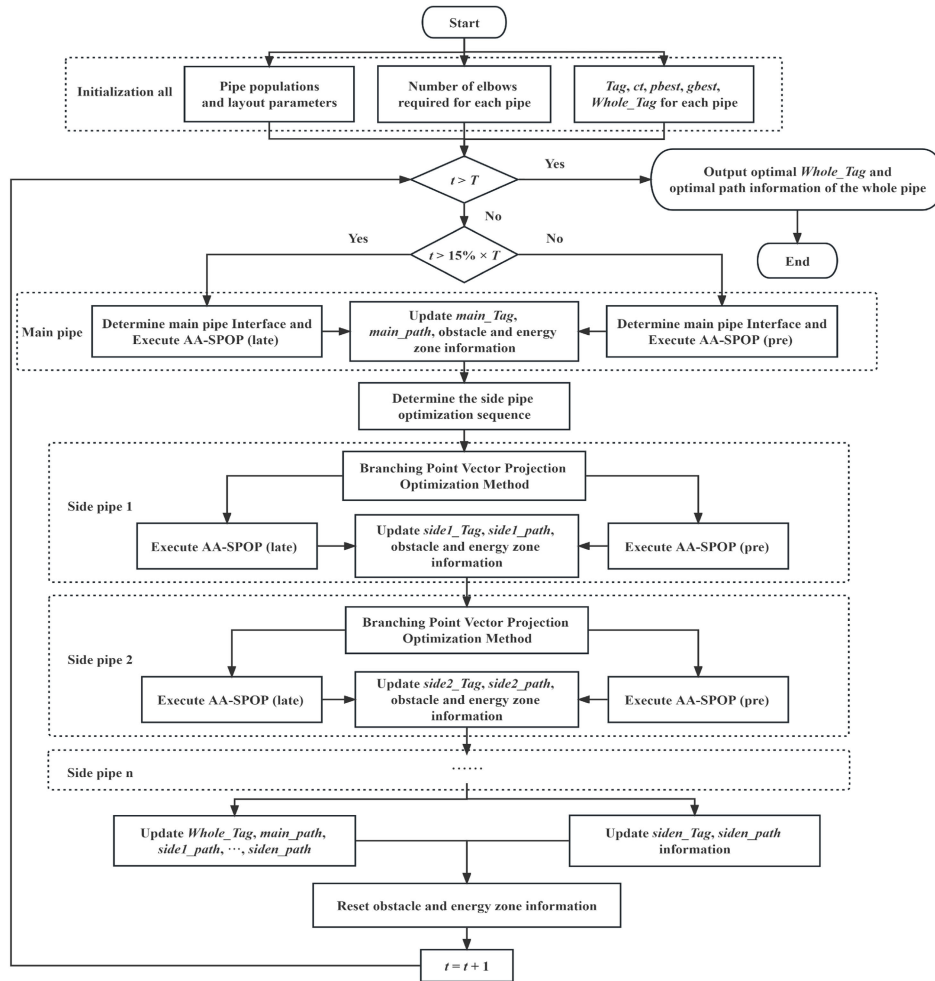 Start
Initialization all
Pipe populations
and layout parameters
Number of elbows
required for each pipe
Tag, ct, pbest, gbest,
Whole_Tag for each pipe
t > T
Yes
Output optimal Whole_Tag and
optimal path information of the whole pipe
No
Yes
No
t > 15% × T
End
Main pipe
Determine main pipe Interface and
Execute AA-SPOP (late)
Update main_Tag,
main_path, obstacle and energy
zone information
Determine main pipe Interface and
Execute AA-SPOP (pre)
Determine the side pipe
optimization sequence
Side pipe 1
Branching Point Vector Projection
Optimization Method
Execute AA-SPOP (late)
Update side1_Tag, side1_path,
obstacle and energy zone
information
Execute AA-SPOP (pre)
Side pipe 2
Branching Point Vector Projection
Optimization Method
Execute AA-SPOP (late)
Update side2_Tag, side2_path,
obstacle and energy zone
information
Execute AA-SPOP (pre)
Side pipe n
······
Update Whole_Tag, main_path,
side1_path, ···, siden_path
Update siden_Tag, siden_path
information
Reset obstacle and energy zone information
t = t + 1